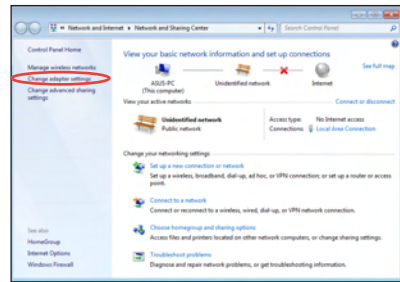 Network and Internet ▸ Network and Sharing Center
Search Control Panel
Control Panel Home
Manage wireless networks
Change adapter settings
Change advanced sharing
settings
See also
HomeGroup
Internet Options
Windows Firewall
View your basic network information and set up connections
See full map
ASUS-PC
(This computer)
Unidentified network
Internet
View your active networks
Connect or disconnect
Unidentified network
Public network
Access type: No Internet access
Connections: Local Area Connection
Change your networking settings
Set up a new connection or network
Set up a wireless, broadband, dial-up, ad hoc, or VPN connection; or set up a router or access
point.
Connect to a network
Connect or reconnect to a wireless, wired, dial-up, or VPN network connection.
Choose homegroup and sharing options
Access files and printers located on other network computers, or change sharing settings.
Troubleshoot problems
Diagnose and repair network problems, or get troubleshooting information.